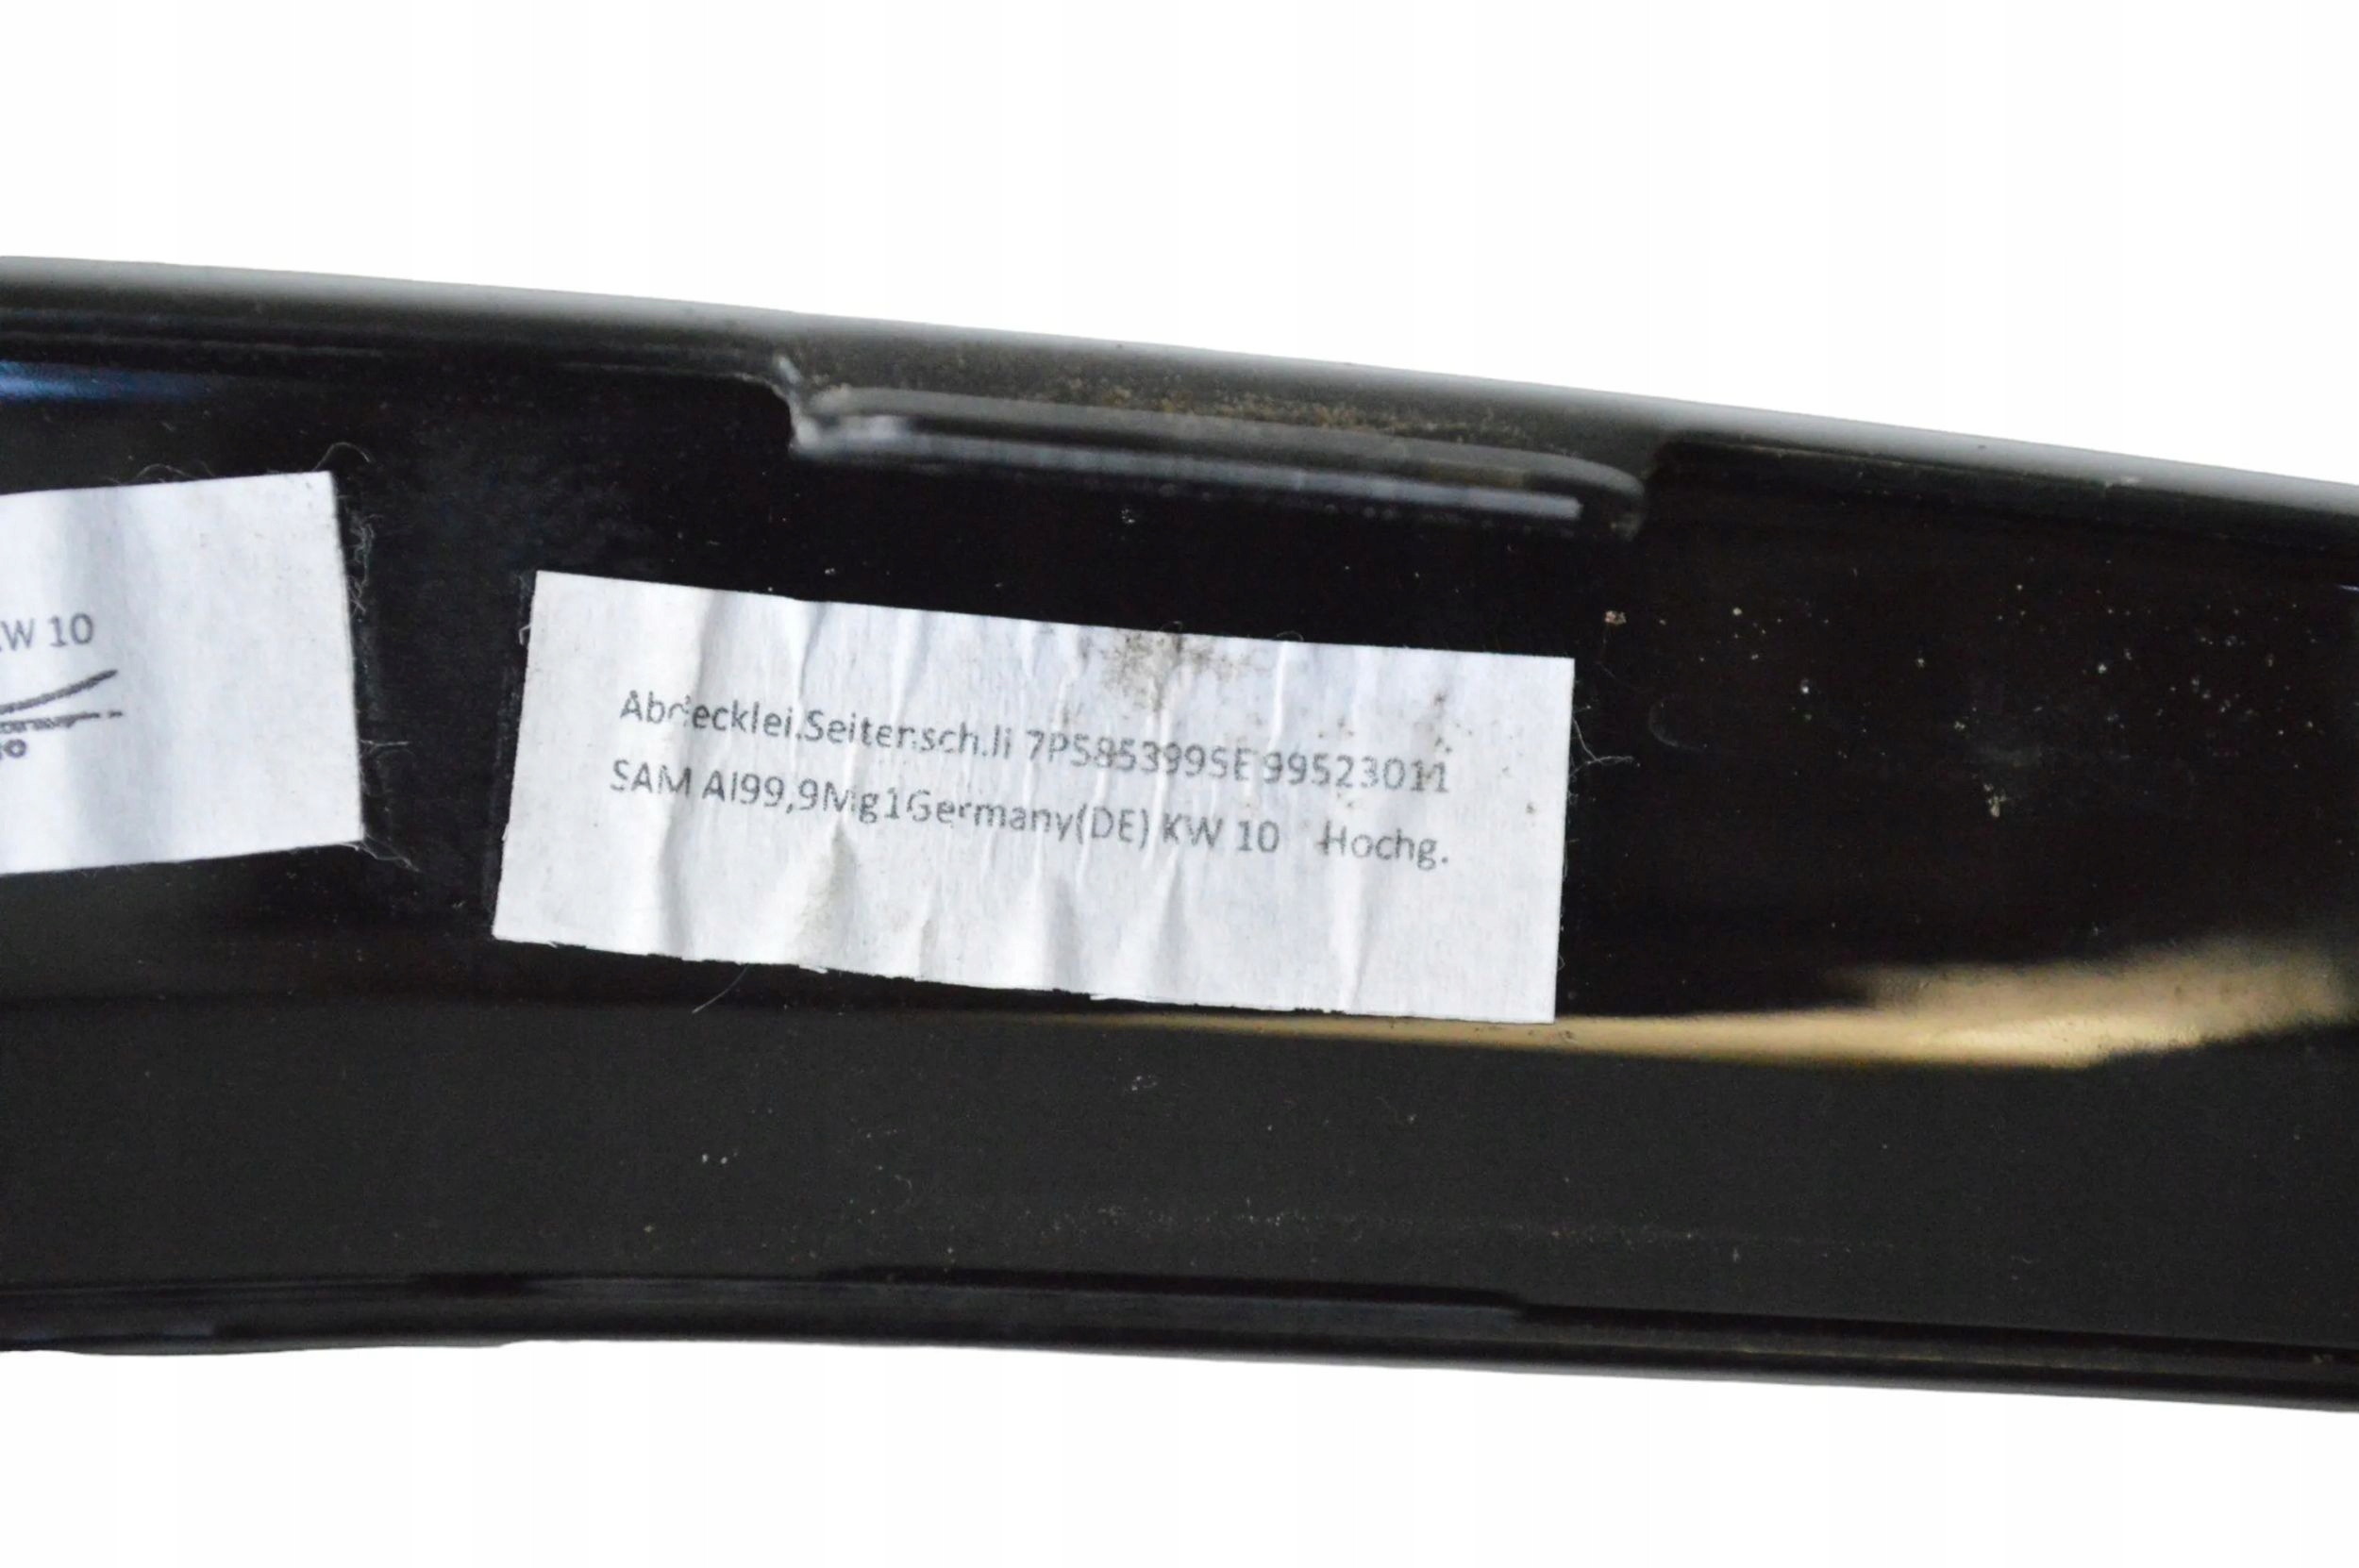 KW 10
Abdecklei.Seitensch.li 7P5853995E 99523011
SAM Al99,9Mg1Germany(DE) KW 10 Hochg.